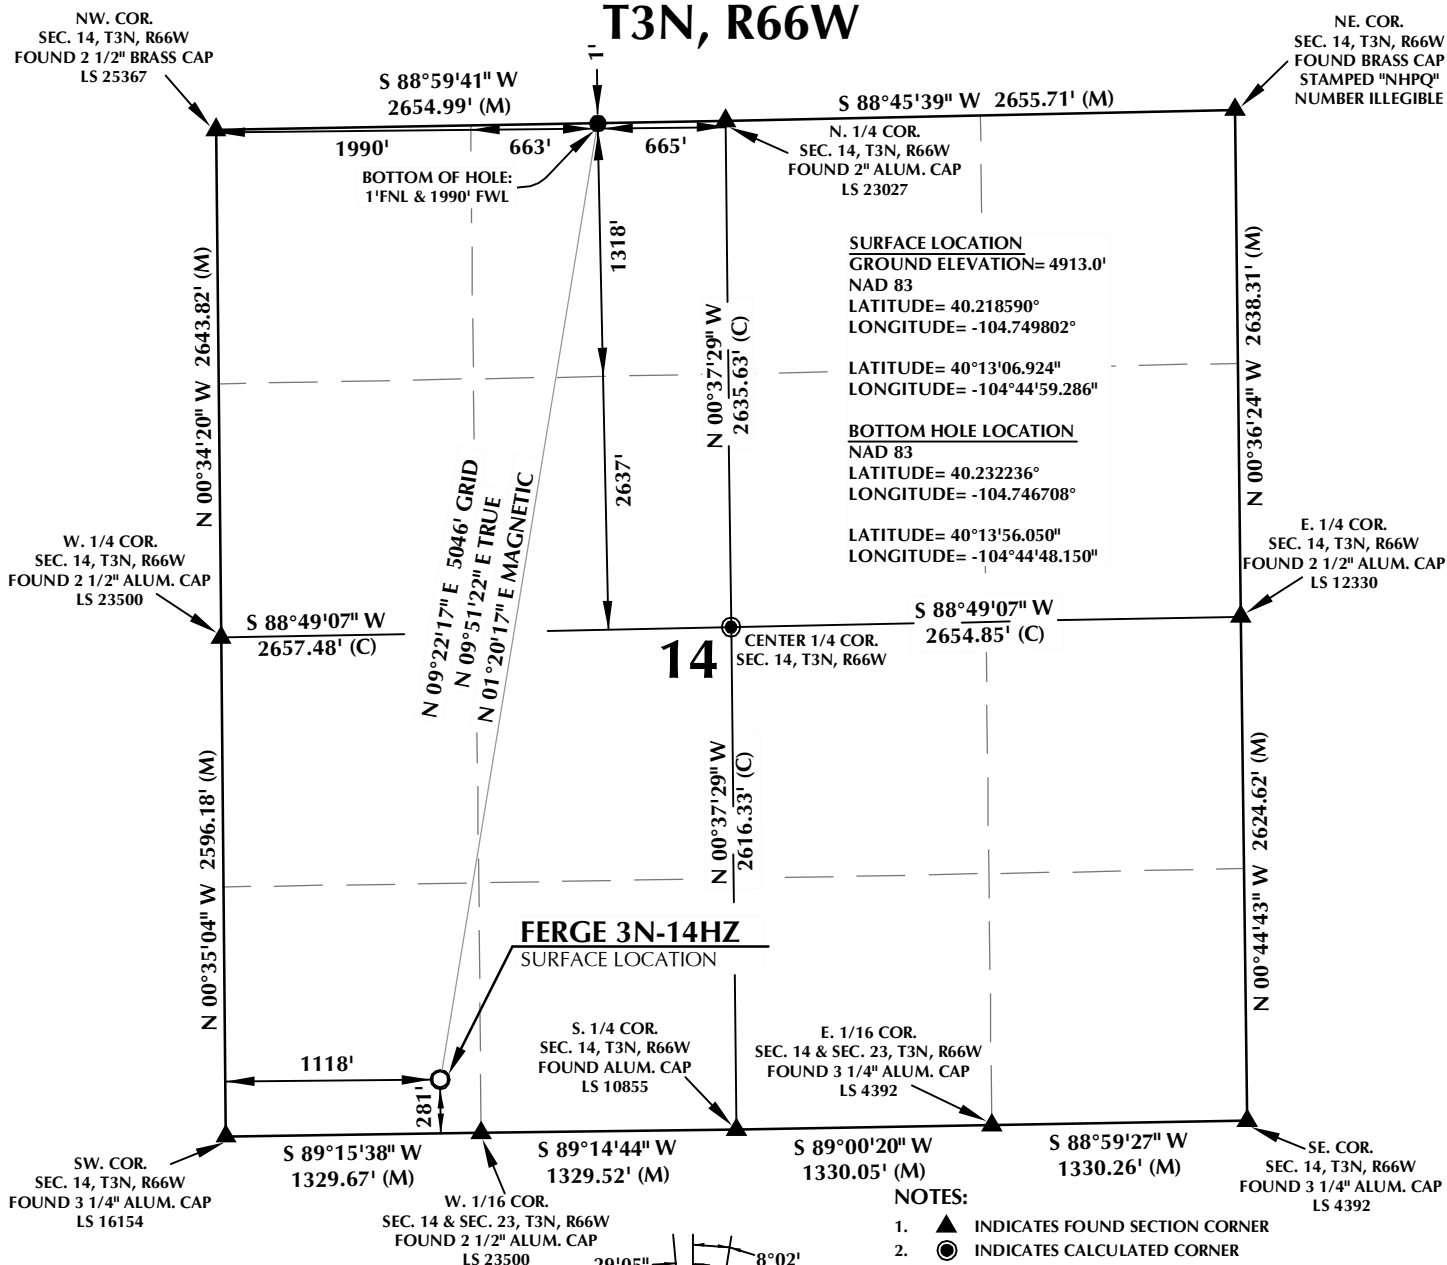 T3N, R66W
NW. COR.
SEC. 14, T3N, R66W
FOUND 2 1/2" BRASS CAP
LS 25367
NE. COR.
SEC. 14, T3N, R66W
FOUND BRASS CAP
STAMPED "NHPQ"
NUMBER ILLEGIBLE
1'
S 88°59'41" W
2654.99' (M)
S 88°45'39" W 2655.71' (M)
1990'
663'
665'
N. 1/4 COR.
SEC. 14, T3N, R66W
FOUND 2" ALUM. CAP
LS 23027
BOTTOM OF HOLE:
1'FNL & 1990' FWL
1318'
2637'
SURFACE LOCATION
GROUND ELEVATION= 4913.0'
NAD 83
LATITUDE= 40.218590°
LONGITUDE= -104.749802°
LATITUDE= 40°13'06.924"
LONGITUDE= -104°44'59.286"
BOTTOM HOLE LOCATION
NAD 83
LATITUDE= 40.232236°
LONGITUDE= -104.746708°
LATITUDE= 40°13'56.050"
LONGITUDE= -104°44'48.150"
N 00°34'20" W 2643.82' (M)
N 00°37'29" W
2635.63' (C)
N 00°36'24" W 2638.31' (M)
N 09°22'17" E 5046' GRID
N 09°51'22" E TRUE
N 01°20'17" E MAGNETIC
W. 1/4 COR.
SEC. 14, T3N, R66W
FOUND 2 1/2" ALUM. CAP
LS 23500
E. 1/4 COR.
SEC. 14, T3N, R66W
FOUND 2 1/2" ALUM. CAP
LS 12330
S 88°49'07" W
2657.48' (C)
14
CENTER 1/4 COR.
SEC. 14, T3N, R66W
S 88°49'07" W
2654.85' (C)
N 00°35'04" W 2596.18' (M)
N 00°37'29" W
2616.33' (C)
N 00°44'43" W 2624.62' (M)
FERGE 3N-14HZ
SURFACE LOCATION
1118'
281'
S. 1/4 COR.
SEC. 14, T3N, R66W
FOUND ALUM. CAP
LS 10855
E. 1/16 COR.
SEC. 14 & SEC. 23, T3N, R66W
FOUND 3 1/4" ALUM. CAP
LS 4392
S 89°15'38" W
1329.67' (M)
S 89°14'44" W
1329.52' (M)
S 89°00'20" W
1330.05' (M)
S 88°59'27" W
1330.26' (M)
SW. COR.
SEC. 14, T3N, R66W
FOUND 3 1/4" ALUM. CAP
LS 16154
W. 1/16 COR.
SEC. 14 & SEC. 23, T3N, R66W
FOUND 2 1/2" ALUM. CAP
LS 23500
SE. COR.
SEC. 14, T3N, R66W
FOUND 3 1/4" ALUM. CAP
LS 4392
NOTES:
1. INDICATES FOUND SECTION CORNER
2. INDICATES CALCULATED CORNER
29'05"
8°02'